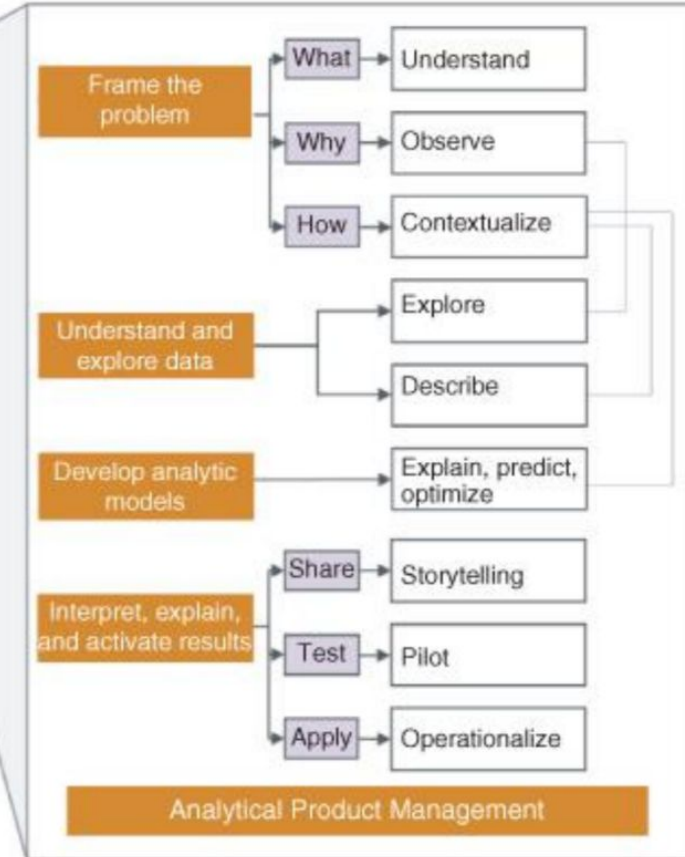 Frame the
problem
What
Understand
Why
Observe
How
Contextualize
Understand and
explore data
Explore
Describe
Develop analytic
models
Explain, predict,
optimize
Interpret, explain,
and activate results
Share
Storytelling
Test
Pilot
Apply
Operationalize
Analytical Product Management